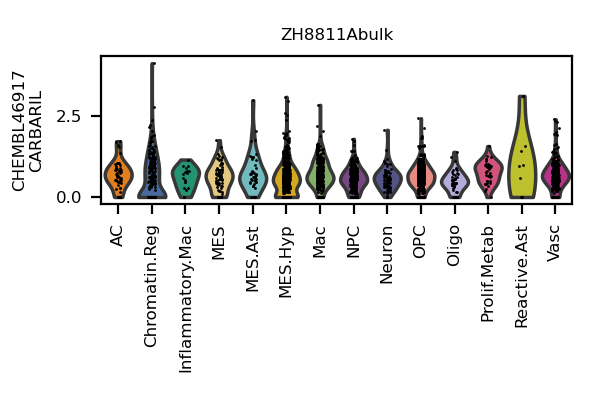 ZH8811Abulk
CHEMBL46917
CARBARIL
2.5
0.0
AC
Chromatin.Reg
Inflammatory.Mac
MES
MES.Ast
MES.Hyp
Mac
NPC
Neuron
OPC
Oligo
Prolif.Metab
Reactive.Ast
Vasc